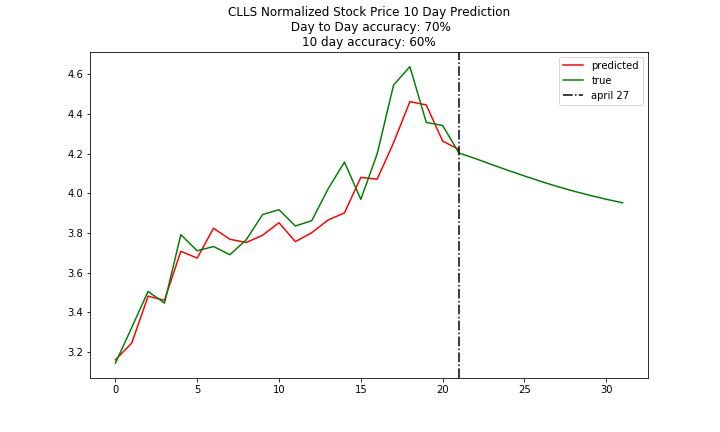 CLLS Normalized Stock Price 10 Day Prediction
Day to Day accuracy: 70%
10 day accuracy: 60%
predicted
true
april 27
4.6
4.4
4.2
4.0
3.8
3.6
3.4
3.2
0 5 10 15 20 25 30